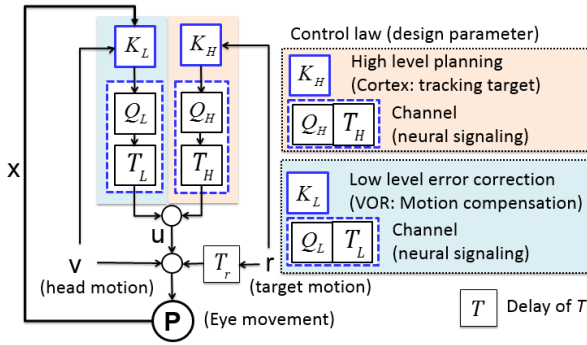 K_L
K_H
Q_L
Q_H
T_L
T_H
x
u
v
(head motion)
T_r
r
(target motion)
P
(Eye movement)
Control law (design parameter)
K_H
High level planning
(Cortex: tracking target)
Q_H
T_H
Channel
(neural signaling)
K_L
Low level error correction
(VOR: Motion compensation)
Q_L
T_L
Channel
(neural signaling)
T
Delay of T